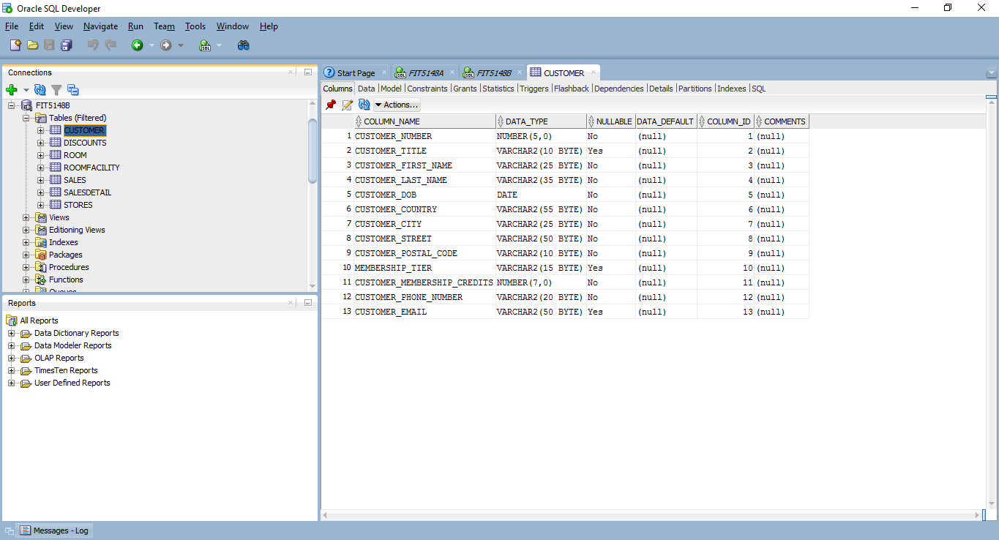 Oracle SQL Developer
File Edit View Navigate Run Team Tools Window Help
Connections
FIT5148B
Tables (Filtered)
CUSTOMER
DISCOUNTS
ROOM
ROOMFACILITY
SALES
SALESDETAIL
STORES
Views
Editioning Views
Indexes
Packages
Procedures
Functions
Queues
Reports
All Reports
Data Dictionary Reports
Data Modeler Reports
OLAP Reports
TimesTen Reports
User Defined Reports
Start Page FIT5148A FIT5148B CUSTOMER
Columns Data Model Constraints Grants Statistics Triggers Flashback Dependencies Details Partitions Indexes SQL
Actions...
COLUMN_NAME DATA_TYPE NULLABLE DATA_DEFAULT COLUMN_ID COMMENTS
1 CUSTOMER_NUMBER NUMBER(5,0) No (null) 1 (null)
2 CUSTOMER_TITLE VARCHAR2(10 BYTE) Yes (null) 2 (null)
3 CUSTOMER_FIRST_NAME VARCHAR2(25 BYTE) No (null) 3 (null)
4 CUSTOMER_LAST_NAME VARCHAR2(35 BYTE) No (null) 4 (null)
5 CUSTOMER_DOB DATE No (null) 5 (null)
6 CUSTOMER_COUNTRY VARCHAR2(55 BYTE) No (null) 6 (null)
7 CUSTOMER_CITY VARCHAR2(25 BYTE) No (null) 7 (null)
8 CUSTOMER_STREET VARCHAR2(50 BYTE) No (null) 8 (null)
9 CUSTOMER_POSTAL_CODE VARCHAR2(10 BYTE) No (null) 9 (null)
10 MEMBERSHIP_TIER VARCHAR2(15 BYTE) Yes (null) 10 (null)
11 CUSTOMER_MEMBERSHIP_CREDITS NUMBER(7,0) No (null) 11 (null)
12 CUSTOMER_PHONE_NUMBER VARCHAR2(20 BYTE) No (null) 12 (null)
13 CUSTOMER_EMAIL VARCHAR2(50 BYTE) Yes (null) 13 (null)
Messages - Log